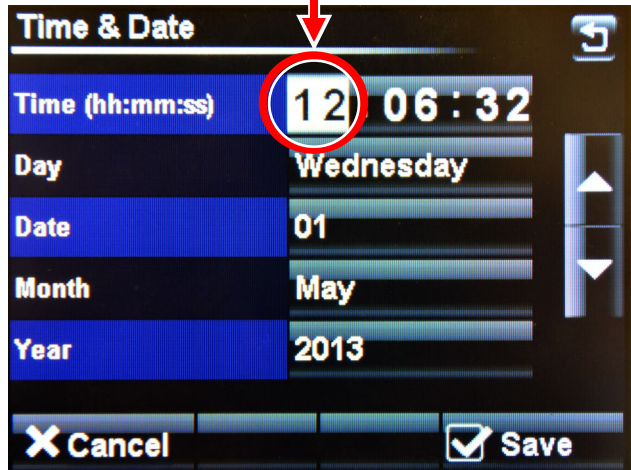 Time & Date
Time (hh:mm:ss) 12:06:32
Day Wednesday
Date 01
Month May
Year 2013
Cancel Save